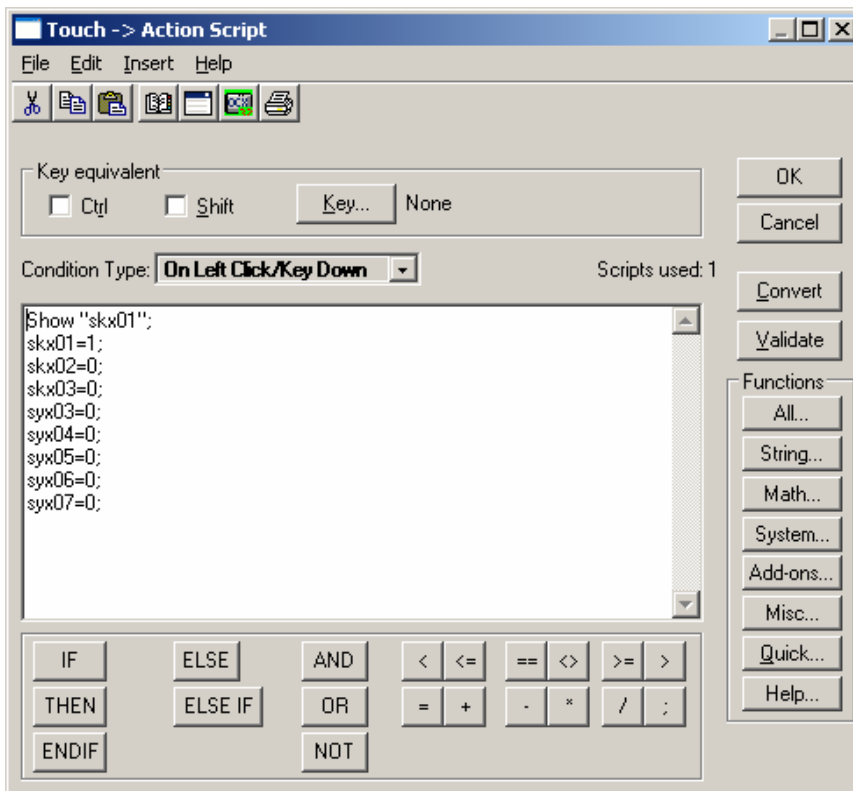 Touch -> Action Script
File Edit Insert Help
Key equivalent
Ctrl Shift Key... None
OK
Cancel
Condition Type: On Left Click/Key Down Scripts used: 1
Convert
Validate
Show "skx01";
skx01=1;
skx02=0;
skx03=0;
syx03=0;
syx04=0;
syx05=0;
syx06=0;
syx07=0;
Functions
All...
String...
Math...
System...
Add-ons...
Misc...
Quick...
Help...
IF ELSE AND < <= == <> >= >
THEN ELSE IF OR = + - * / ;
ENDIF NOT